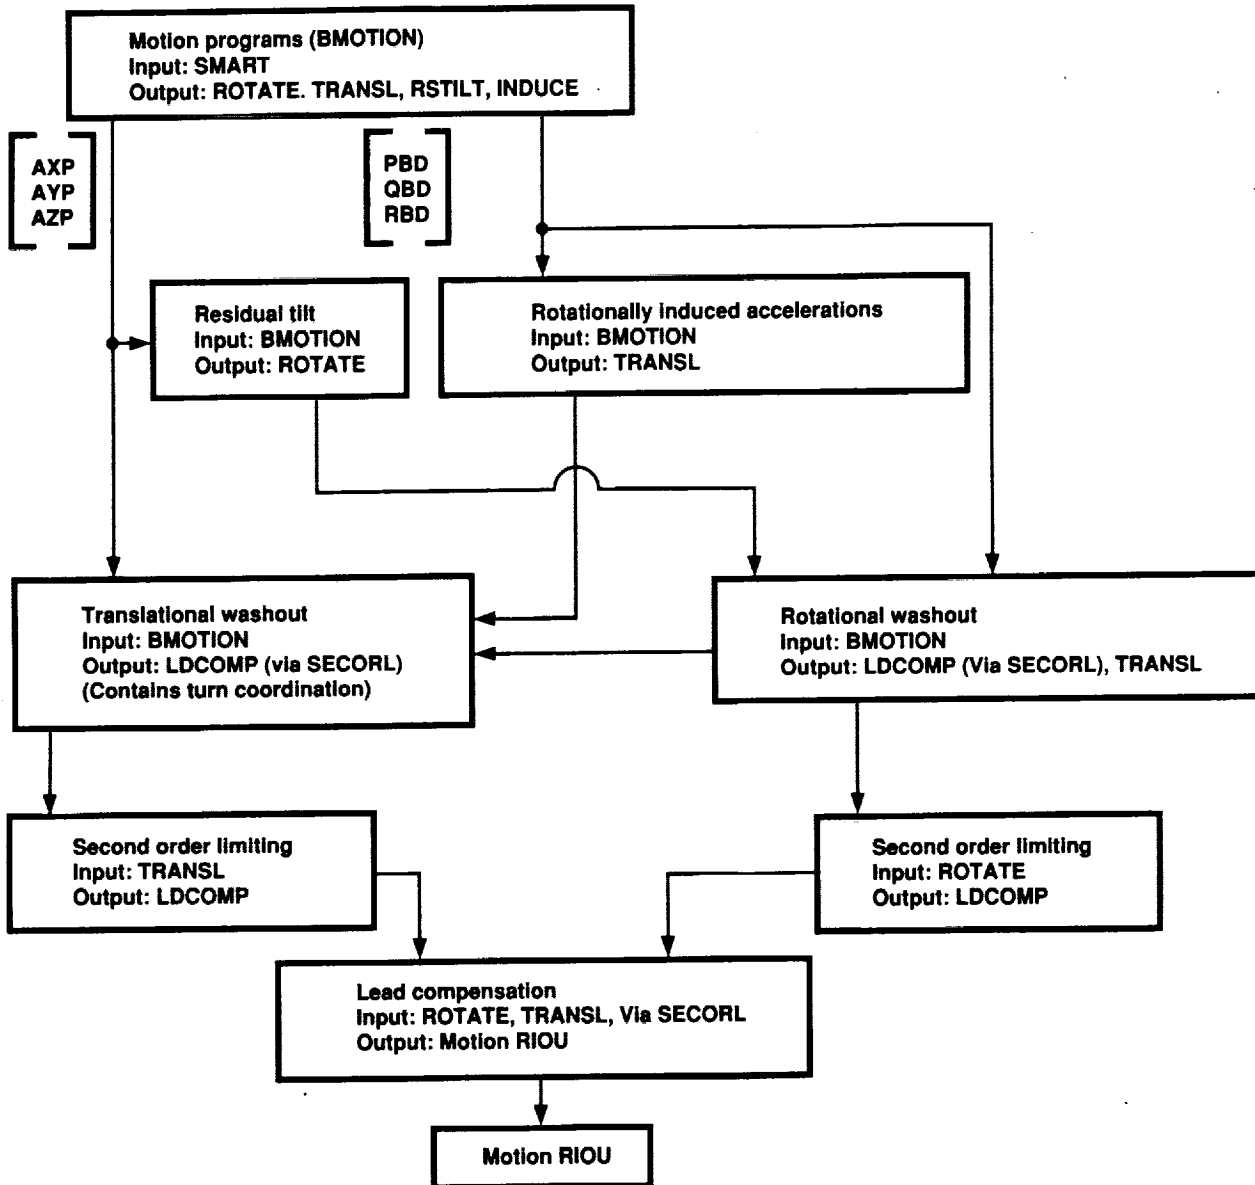 Motion programs (BMOTION)
Input: SMART
Output: ROTATE. TRANSL, RSTILT, INDUCE
AXP
AYP
AZP
PBD
QBD
RBD
Residual tilt
Input: BMOTION
Output: ROTATE
Rotationally induced accelerations
Input: BMOTION
Output: TRANSL
Translational washout
Input: BMOTION
Output: LDCOMP (via SECORL)
(Contains turn coordination)
Rotational washout
Input: BMOTION
Output: LDCOMP (Via SECORL), TRANSL
Second order limiting
Input: TRANSL
Output: LDCOMP
Second order limiting
Input: ROTATE
Output: LDCOMP
Lead compensation
Input: ROTATE, TRANSL, Via SECORL
Output: Motion RIOU
Motion RIOU